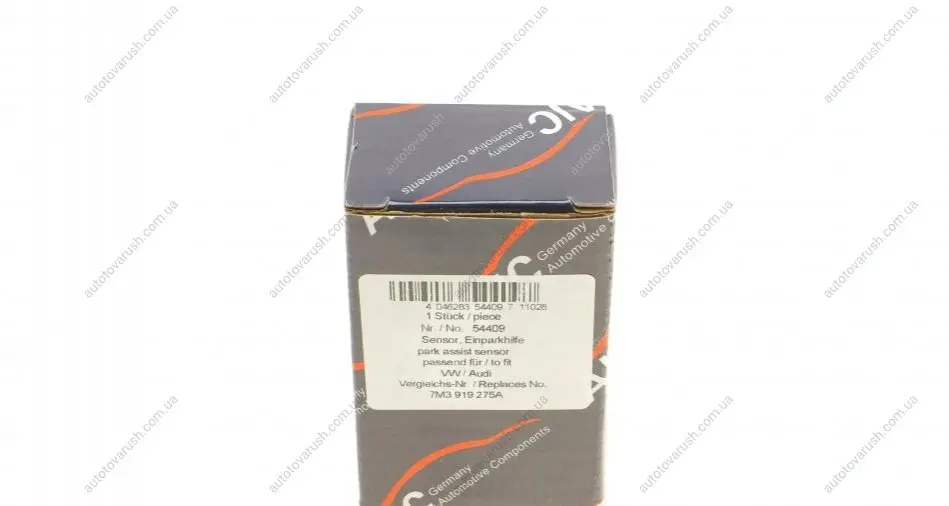 AIC
Germany
Automotive Components
IC
Germany
Automotive
4 046283 54409 7 11026
1 Stück / piece
Nr. / No. 54409
Sensor, Einparkhilfe
park assist sensor
passend für / to fit
VW / Audi
Vergleichs-Nr. / Replaces No.
7M3 919 275A
C
Germany
Automotive Components
autotovarush.com.ua